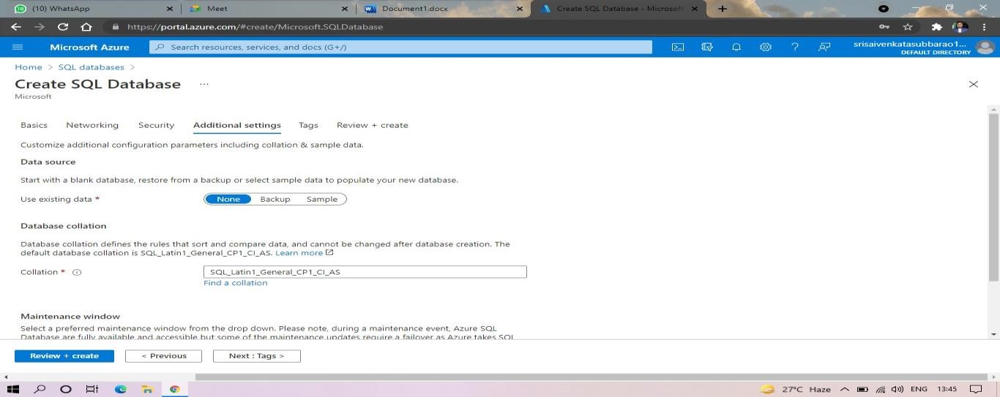 (10) WhatsApp
Meet
Document1.docx
Create SQL Database - Microsoft
https://portal.azure.com/#create/Microsoft.SQLDatabase
Microsoft Azure
Search resources, services, and docs (G+/)
srisaivenkatasubbarao1...
DEFAULT DIRECTORY
Home > SQL databases >
Create SQL Database ...
Microsoft
Basics Networking Security Additional settings Tags Review + create
Customize additional configuration parameters including collation & sample data.
Data source
Start with a blank database, restore from a backup or select sample data to populate your new database.
Use existing data * None Backup Sample
Database collation
Database collation defines the rules that sort and compare data, and cannot be changed after database creation. The
default database collation is SQL_Latin1_General_CP1_CI_AS. Learn more
Collation * SQL_Latin1_General_CP1_CI_AS
Find a collation
Maintenance window
Select a preferred maintenance window from the drop down. Please note, during a maintenance event, Azure SQL
Database are fully available and accessible but some of the maintenance updates require a failover as Azure takes SQL
Review + create < Previous Next : Tags >
27°C Haze ENG 13:45